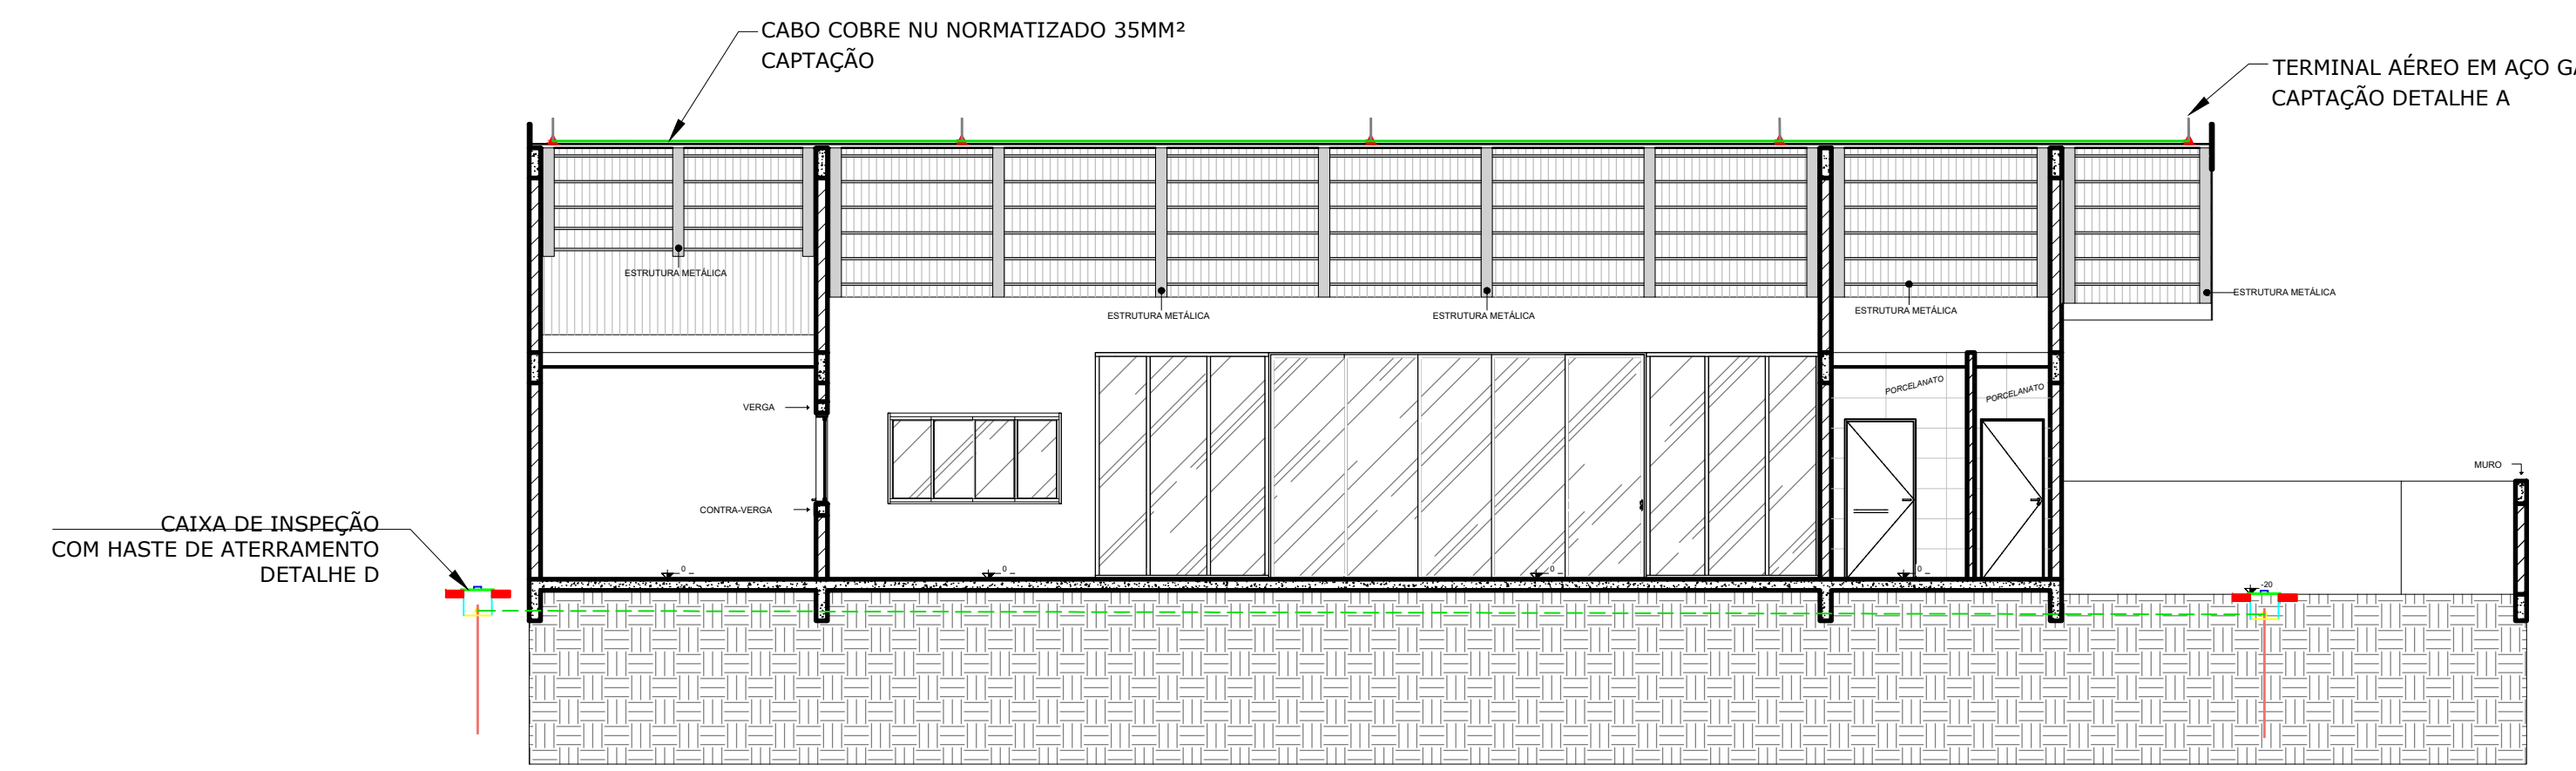 CABO COBRE NU NORMATIZADO 35MM²
CAPTAÇÃO
TERMINAL AÉREO EM AÇO
CAPTAÇÃO DETALHE A
ESTRUTURA METÁLICA
ESTRUTURA METÁLICA
ESTRUTURA METÁLICA
ESTRUTURA METÁLICA
ESTRUTURA METÁLICA
PORCELANATO
PORCELANATO
VERGA
MURO
CONTRA-VERGA
CAIXA DE INSPEÇÃO
COM HASTE DE ATERRAMENTO
DETALHE D
0
0
0
0
-20